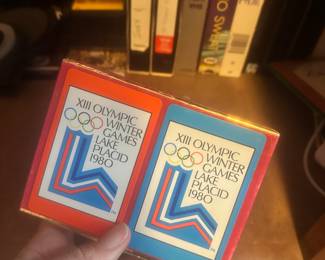 XIII OLYMPIC
WINTER
GAMES
LAKE
PLACID
1980
XIII OLYMPIC
WINTER
GAMES
LAKE
PLACID
1980